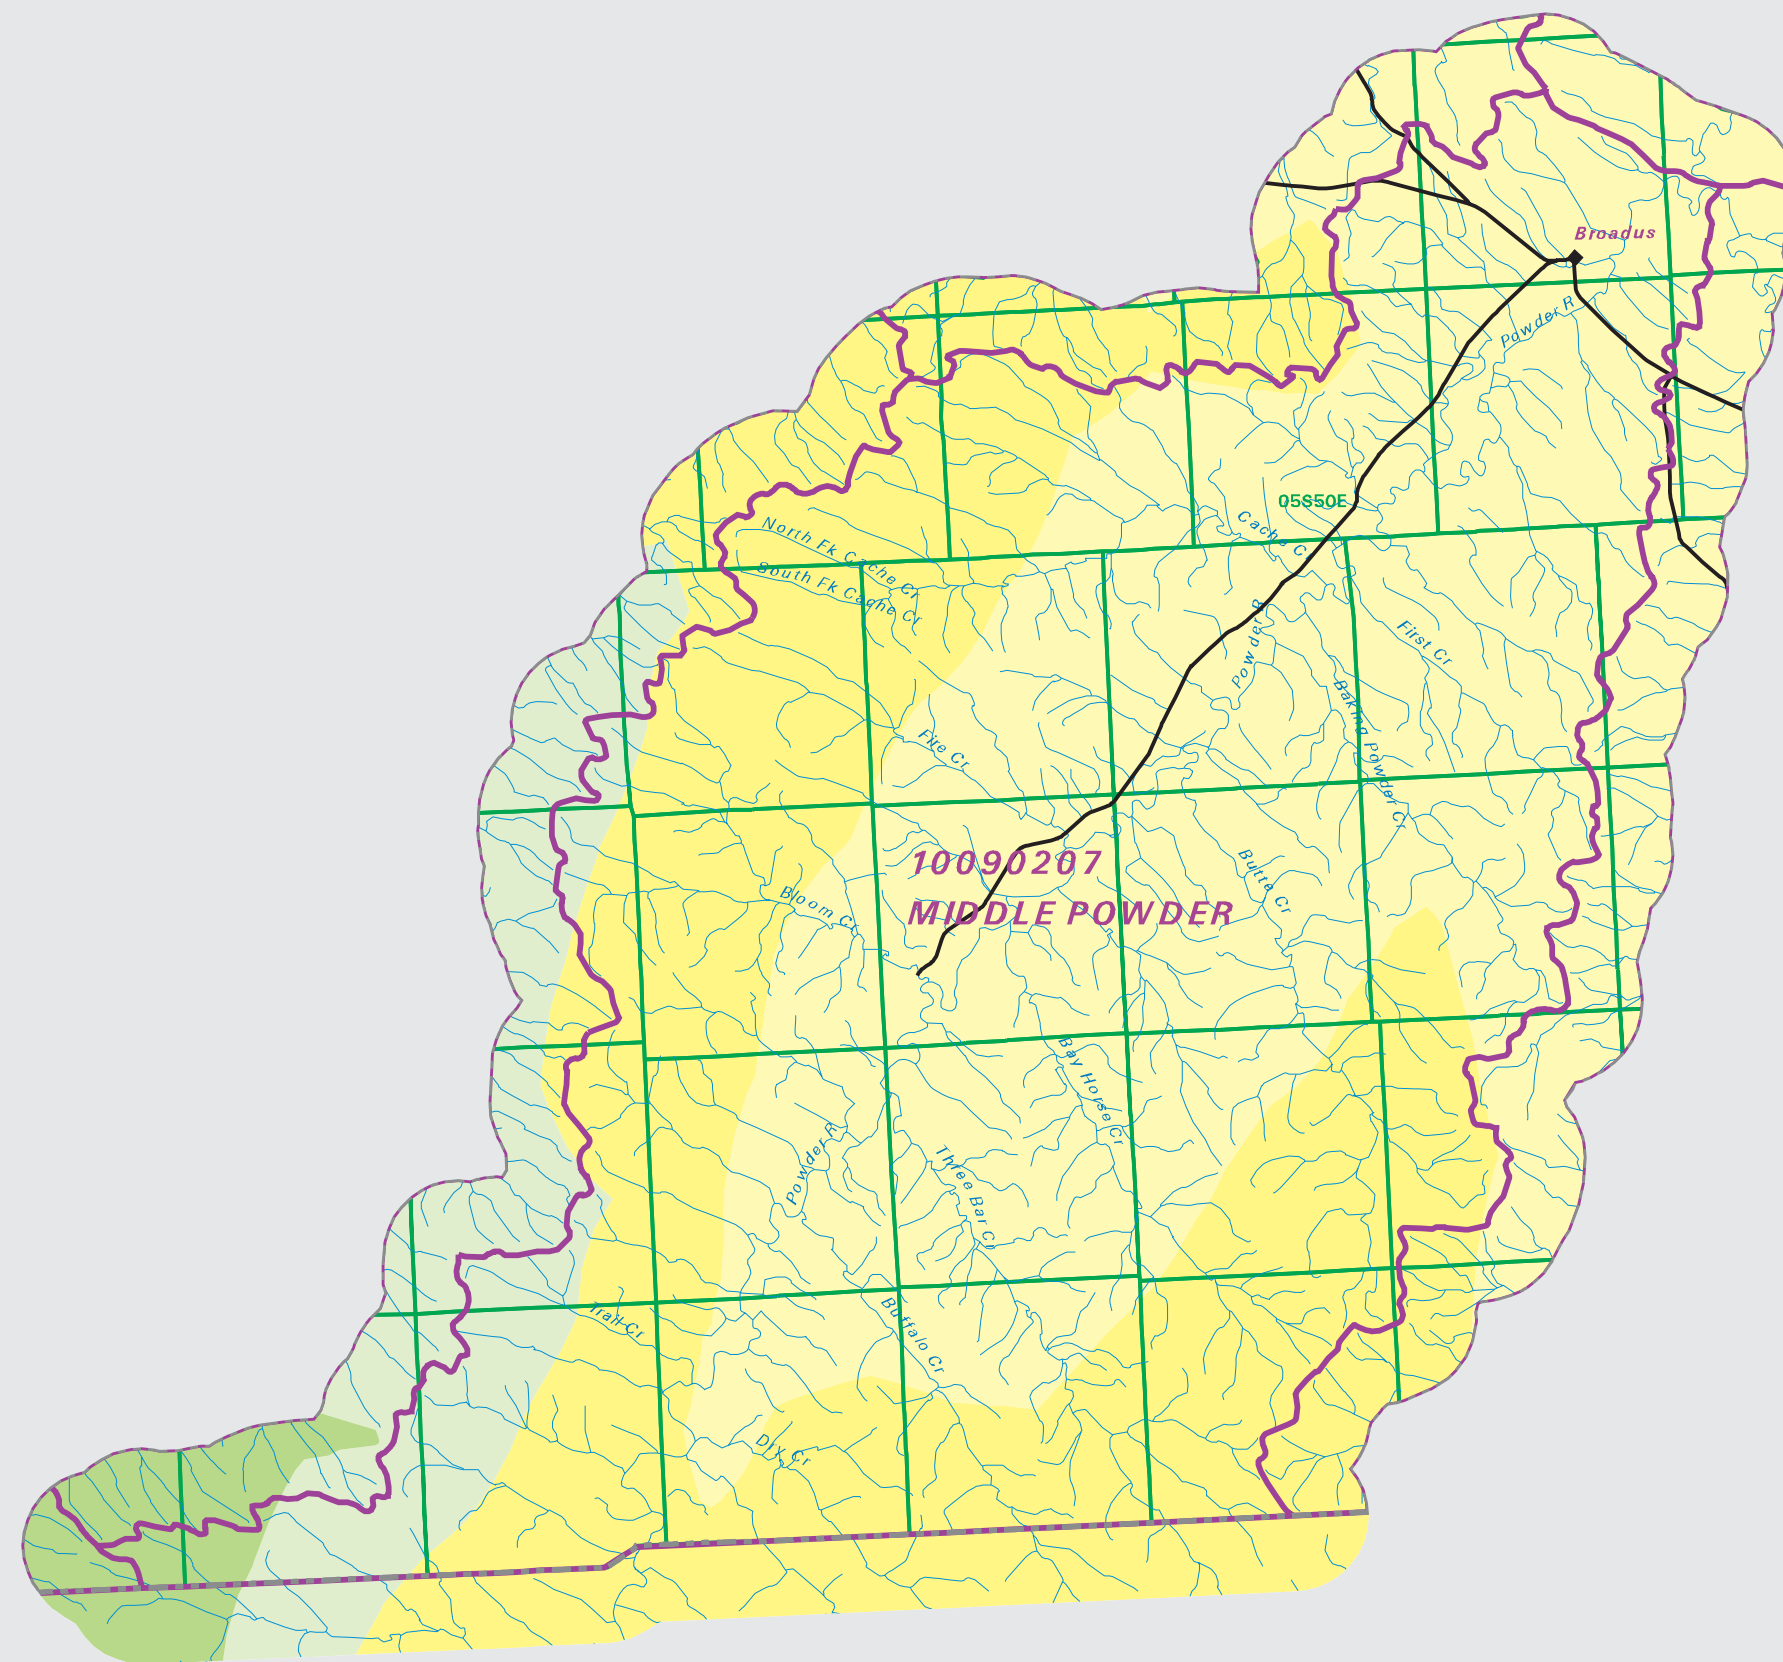 Broadus
Powder R
05S50E
Cache Cr
North Fk Cache Cr
South Fk Cache Cr
Powder R
First Cr
Baking Powder Cr
Fire Cr
10090207
MIDDLE POWDER
Butte Cr
Bloom Cr
Bay Horse Cr
Powder R
Three Bar Cr
Trail Cr
Buffalo Cr
Dry Cr